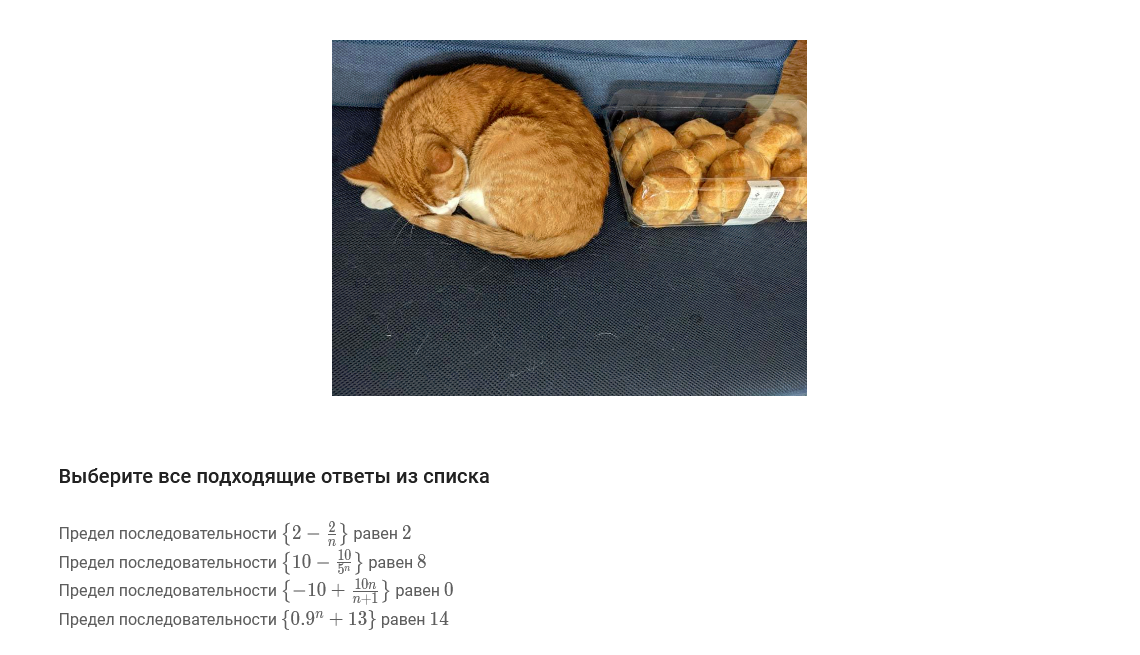 Выберите все подходящие ответы из списка
Предел последовательности $\{2 - \frac{2}{n}\}$ равен $2$
Предел последовательности $\{10 - \frac{10}{5^n}\}$ равен $8$
Предел последовательности $\{-10 + \frac{10n}{n+1}\}$ равен $0$
Предел последовательности $\{0.9^n + 13\}$ равен $14$